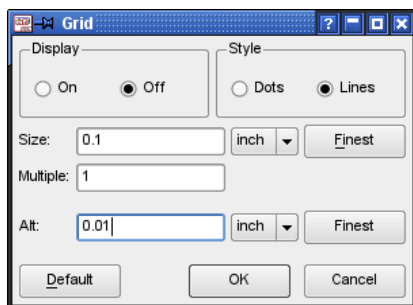 Grid
Display
Style
On
Off
Dots
Lines
Size: 0.1 inch Finest
Multiple: 1
Alt: 0.01 inch Finest
Default OK Cancel